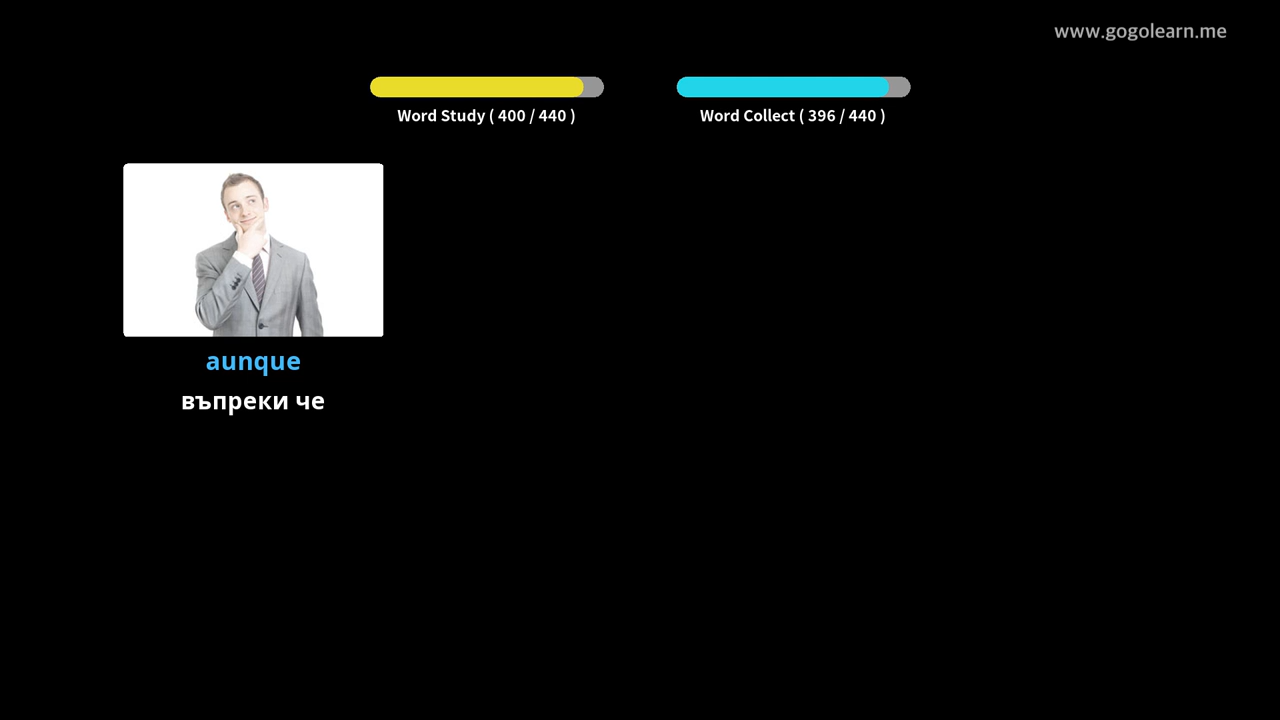 www.gogolearn.me
Word Study ( 400 / 440 )
Word Collect ( 396 / 440 )
aunque
въпреки че